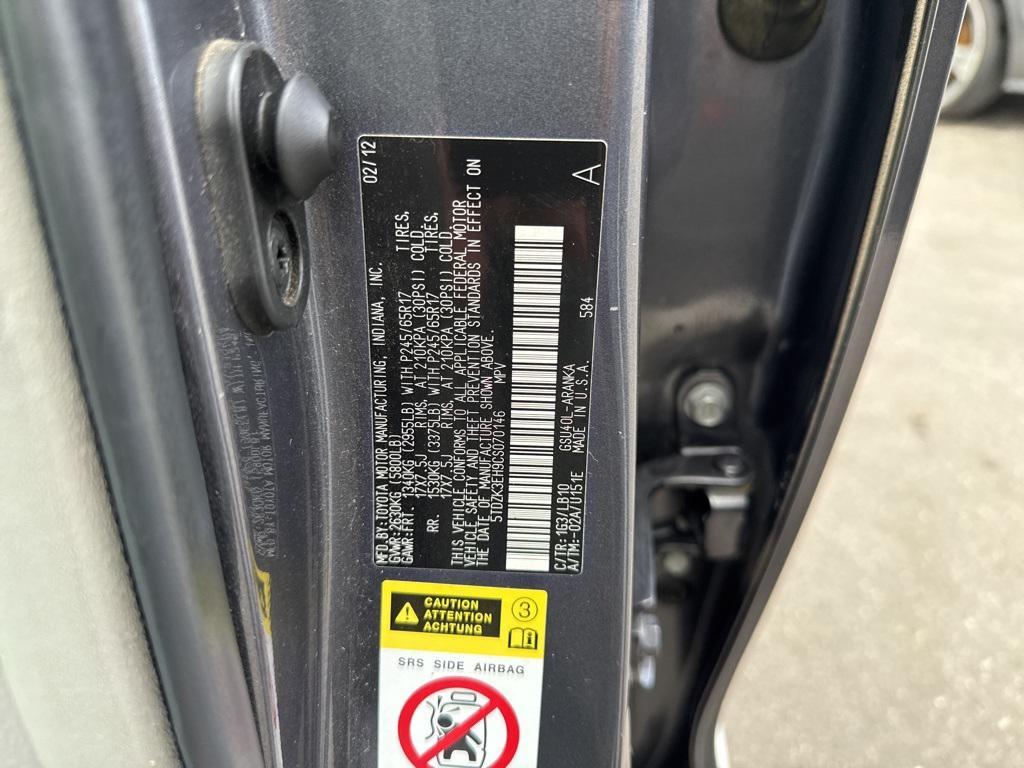 MFD.BY:TOYOTA MOTOR MANUFACTURING, INDIANA, INC. 02/12
GVWR:2630KG (5800LB)
GAWR:FRT. 1340KG (2955LB) WITH P245/65R17 TIRES.
17X7.5J RIMS, AT 210KPA (30PSI) COLD.
RR. 1530KG (3375LB) WITH P245/65R17 TIRES.
17X7.5J RIMS, AT 210KPA (30PSI) COLD.
THIS VEHICLE CONFORMS TO ALL APPLICABLE FEDERAL MOTOR
VEHICLE SAFETY AND THEFT PREVENTION STANDARDS IN EFFECT ON
THE DATE OF MANUFACTURE SHOWN ABOVE.
5TDZK3EH9CS070146 MPV
C/TR:1G3/LB10 GSU40L-ARANKA
A/TM:-02A/U151E MADE IN U.S.A. 584 A
CAUTION
ATTENTION
ACHTUNG
3
SRS SIDE AIRBAG